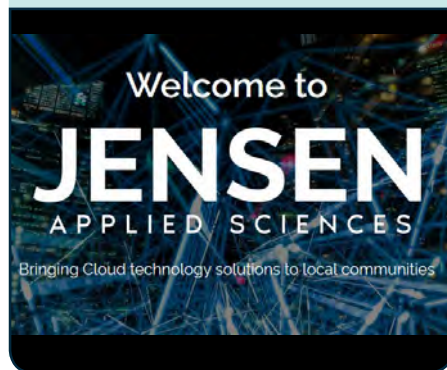 Welcome to
JENSEN
APPLIED SCIENCES
Bringing Cloud technology solutions to local communities